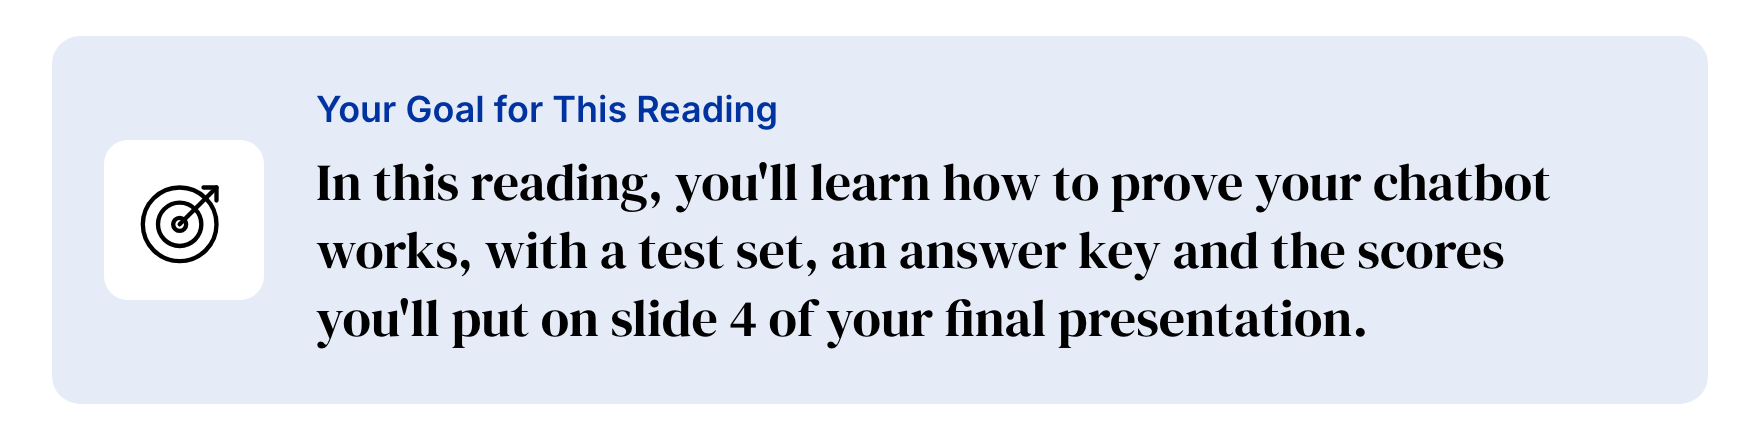 Your Goal for This Reading
In this reading, you'll learn how to prove your chatbot
works, with a test set, an answer key and the scores
you'll put on slide 4 of your final presentation.